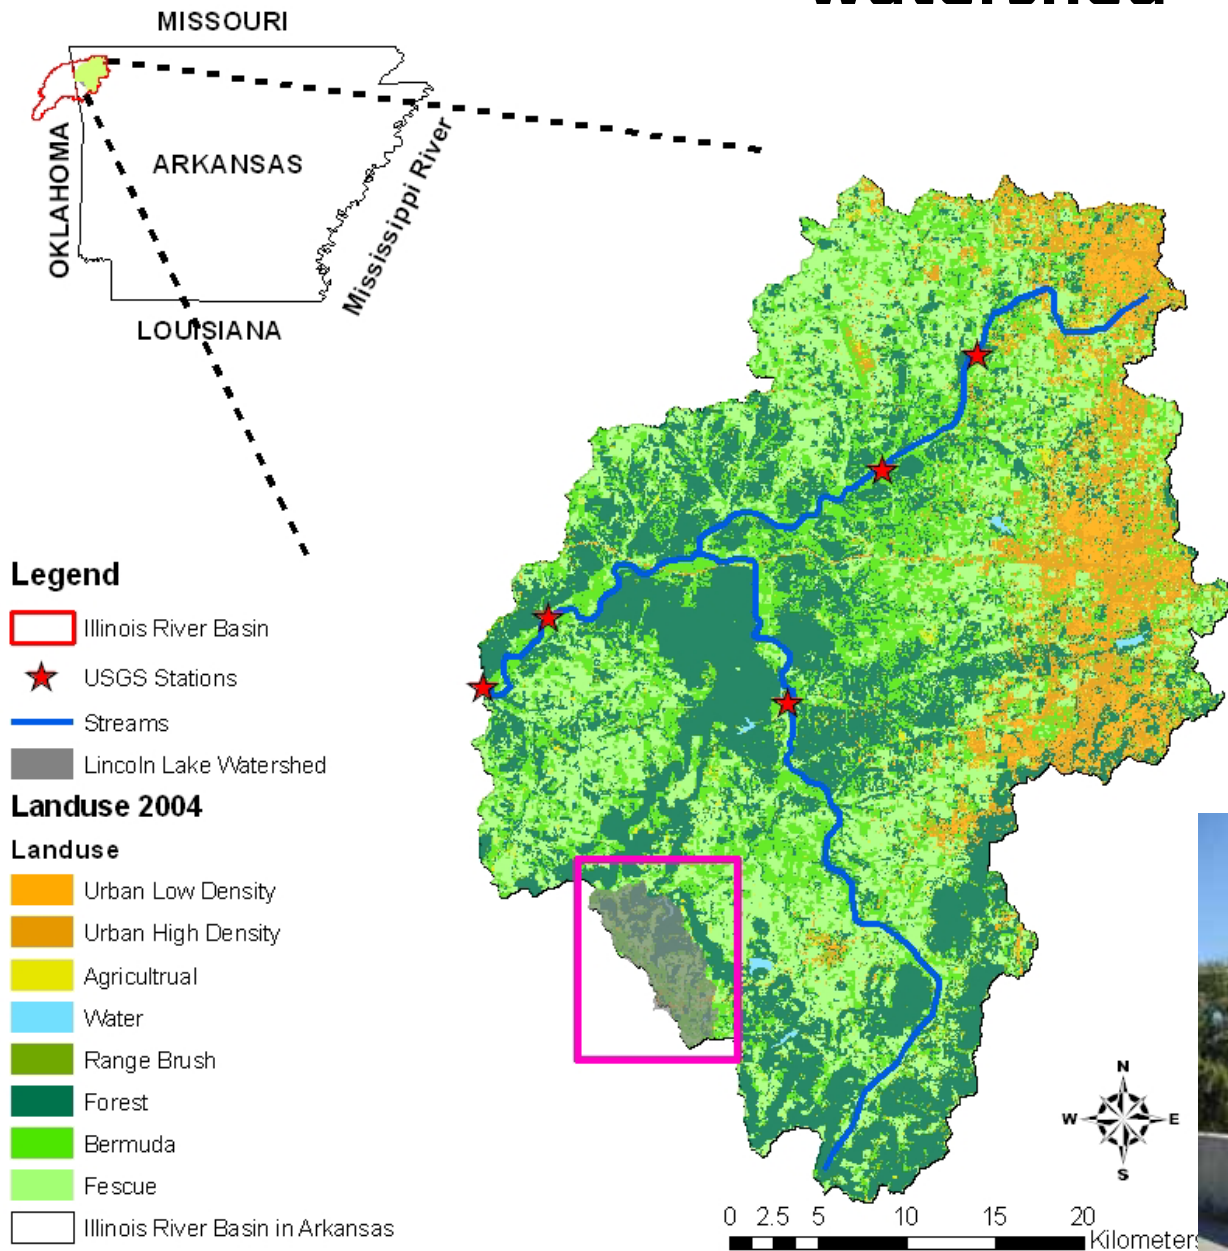 Watershed
MISSOURI
OKLAHOMA
ARKANSAS
Mississippi River
LOUISIANA
Legend
Illinois River Basin
USGS Stations
Streams
Lincoln Lake Watershed
Landuse 2004
Landuse
Urban Low Density
Urban High Density
Agricultrual
Water
Range Brush
Forest
Bermuda
Fescue
Illinois River Basin in Arkansas
N
W E
S
0 2.5 5 10 15 20
Kilometers